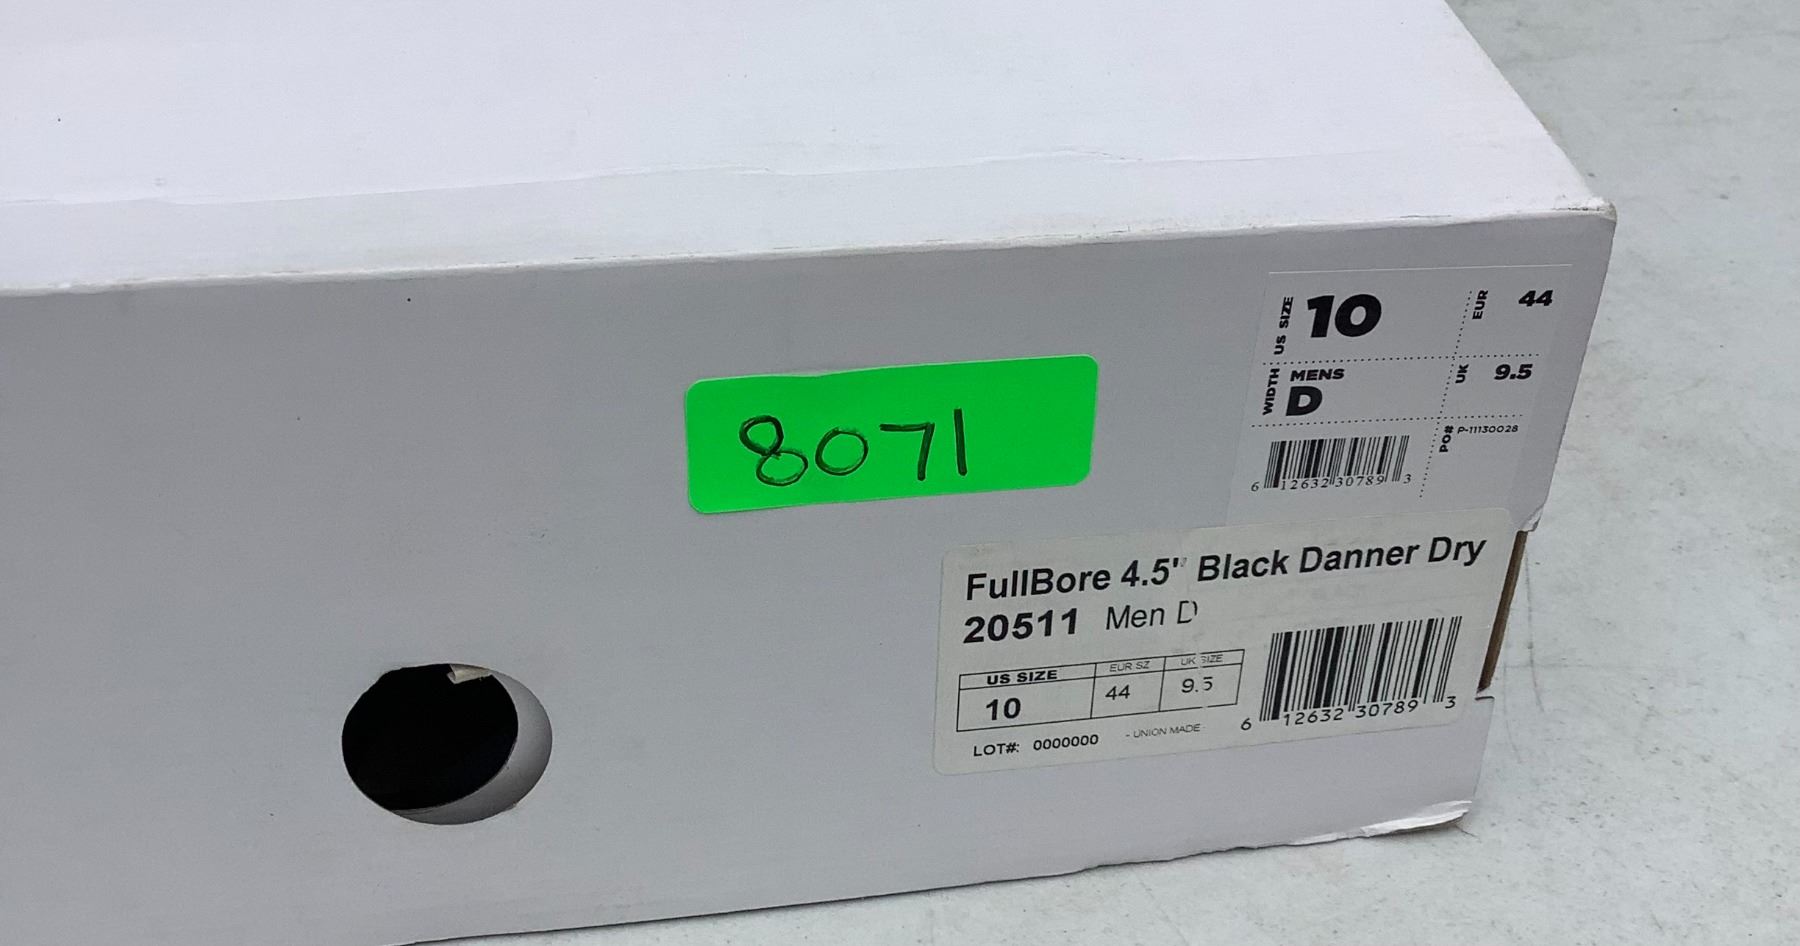 8071
US SIZE 10 EUR 44
WIDTH MENS D UK 9.5
PO# P-11130028
6 12632 30789 3
FullBore 4.5" Black Danner Dry
20511 Men D
US SIZE EUR SZ UK SIZE
10 44 9.5
LOT#: 0000000 - UNION MADE
6 12632 30789 3